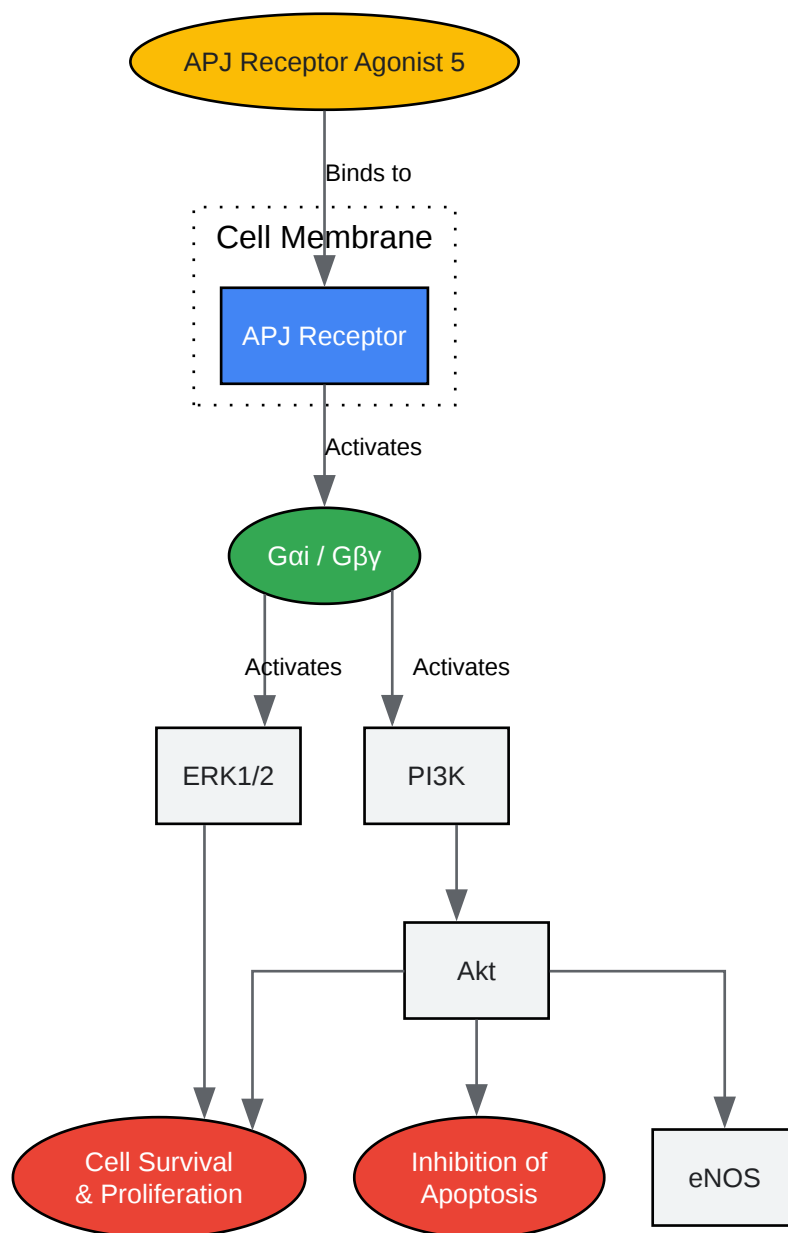 APJ Receptor Agonist 5
Binds to
Cell Membrane
APJ Receptor
Activates
Gαi / Gβγ
Activates
Activates
ERK1/2
PI3K
Akt
Cell Survival
& Proliferation
Inhibition of
Apoptosis
eNOS